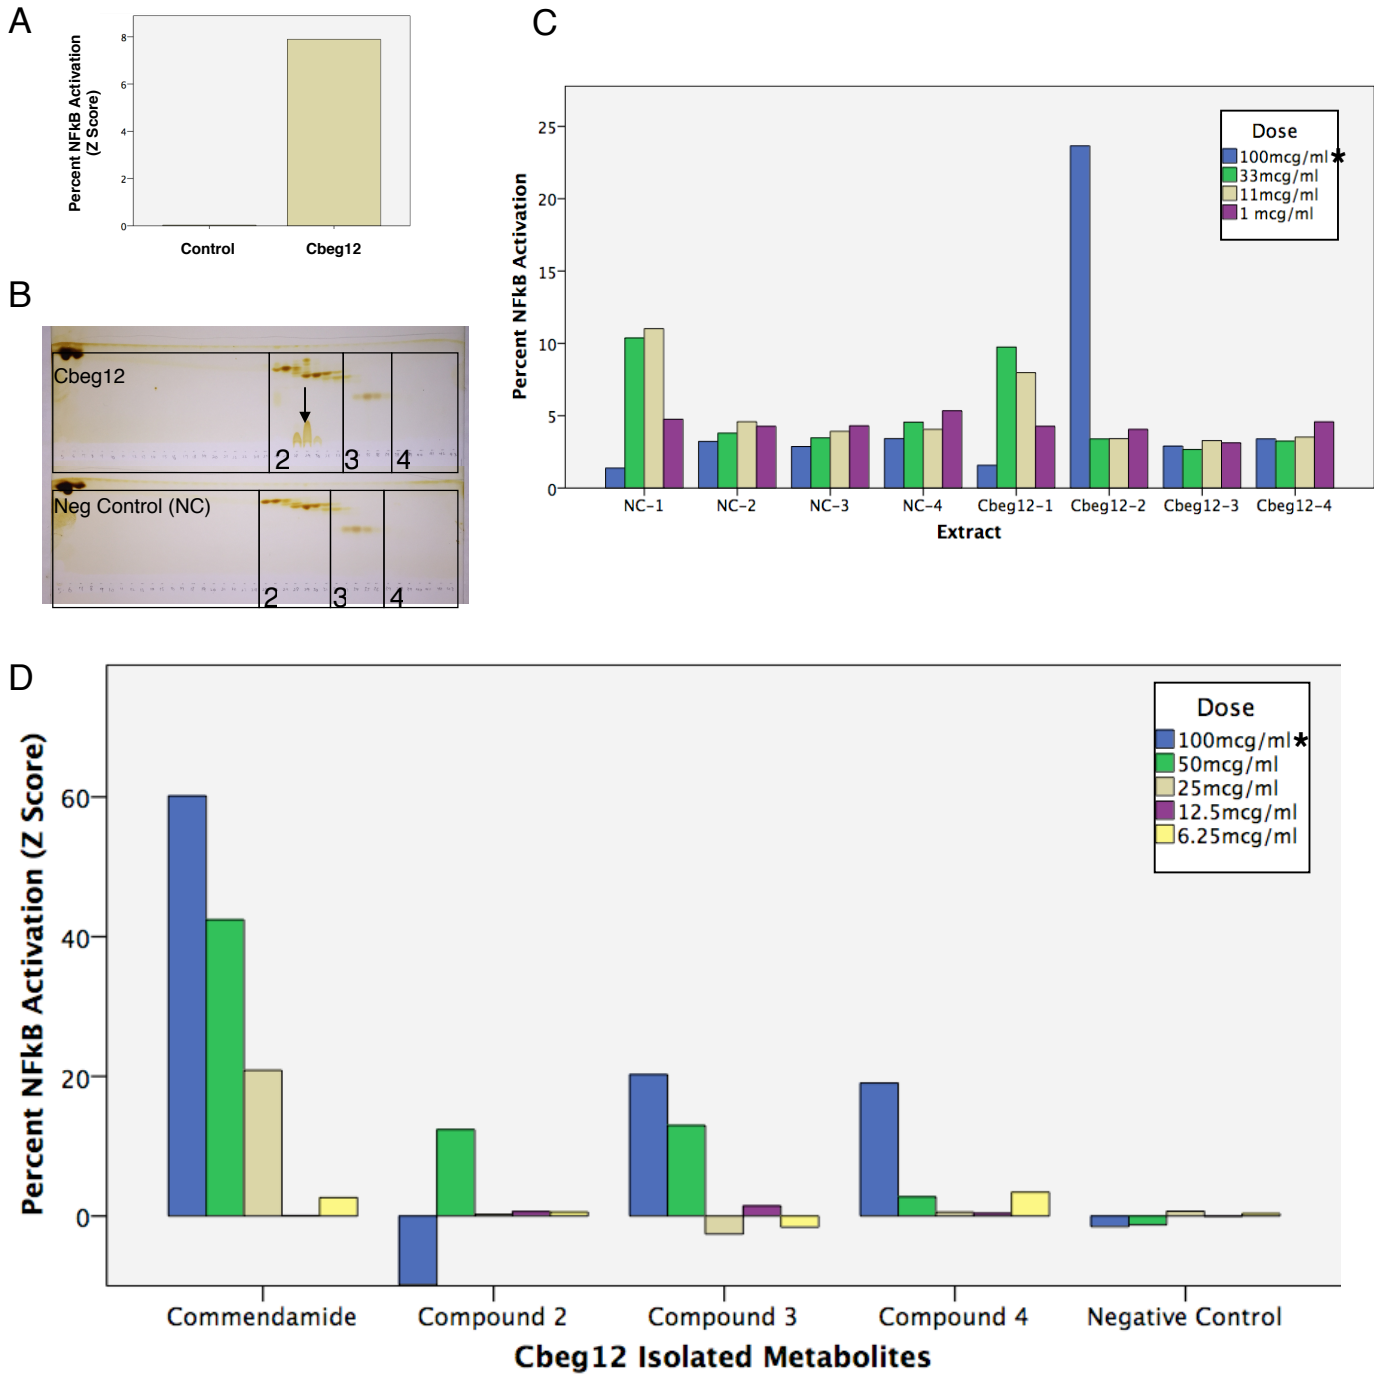 A
Percent NFkB Activation
(Z Score)
8
6
4
2
0
Control
Cbeg12
B
Cbeg12
2
3
4
Neg Control (NC)
2
3
4
C
Percent NFkB Activation
25
20
15
10
5
0
Dose
100mcg/ml*
33mcg/ml
11mcg/ml
1 mcg/ml
NC-1
NC-2
NC-3
NC-4
Cbeg12-1
Cbeg12-2
Cbeg12-3
Cbeg12-4
Extract
D
Percent NFkB Activation (Z Score)
60
40
20
0
Dose
100mcg/ml*
50mcg/ml
25mcg/ml
12.5mcg/ml
6.25mcg/ml
Commendamide
Compound 2
Compound 3
Compound 4
Negative Control
Cbeg12 Isolated Metabolites